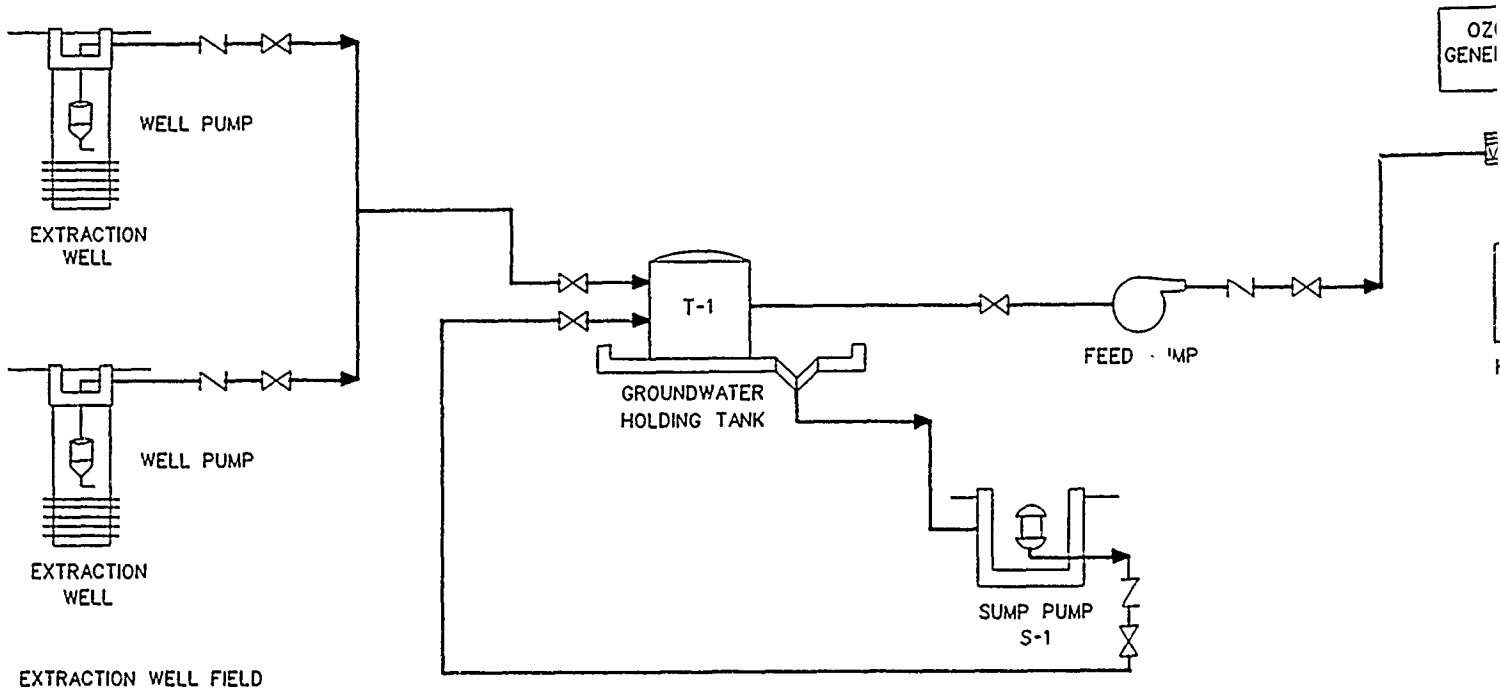 WELL PUMP
EXTRACTION
WELL
WELL PUMP
EXTRACTION
WELL
EXTRACTION WELL FIELD
T-1
GROUNDWATER
HOLDING TANK
FEED
SUMP PUMP
S-1